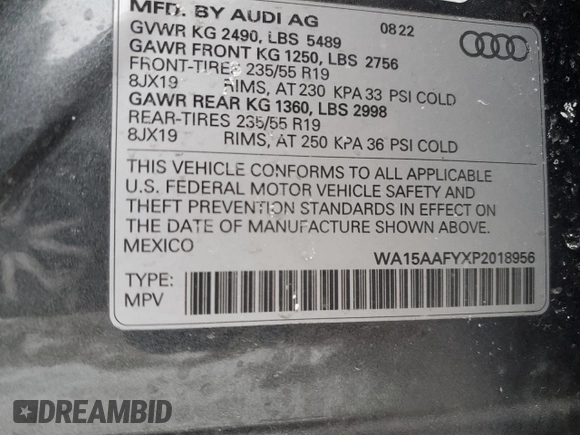 MFD. BY AUDI AG 08 22
GVWR KG 2490, LBS 5489
GAWR FRONT KG 1250, LBS 2756
FRONT-TIRES 235/55 R19
8JX19 RIMS, AT 230 KPA 33 PSI COLD
GAWR REAR KG 1360, LBS 2998
REAR-TIRES 235/55 R19
8JX19 RIMS, AT 250 KPA 36 PSI COLD
THIS VEHICLE CONFORMS TO ALL APPLICABLE
U.S. FEDERAL MOTOR VEHICLE SAFETY AND
THEFT PREVENTION STANDARDS IN EFFECT ON
THE DATE OF MANUFACTURE SHOWN ABOVE.
MEXICO WA15AAFYXP2018956
TYPE:
MPV
DREAMBID